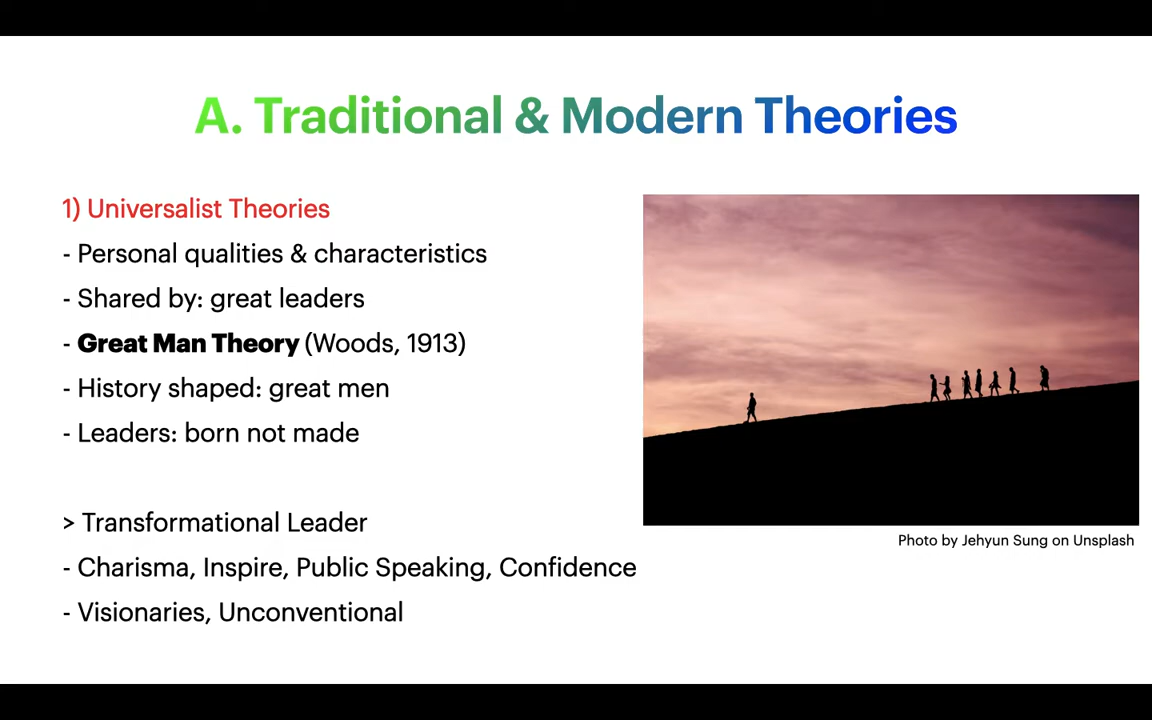 A. Traditional & Modern Theories
1) Universalist Theories
- Personal qualities & characteristics
- Shared by: great leaders
- Great Man Theory (Woods, 1913)
- History shaped: great men
- Leaders: born not made
> Transformational Leader
- Charisma, Inspire, Public Speaking, Confidence
- Visionaries, Unconventional
Photo by Jehyun Sung on Unsplash